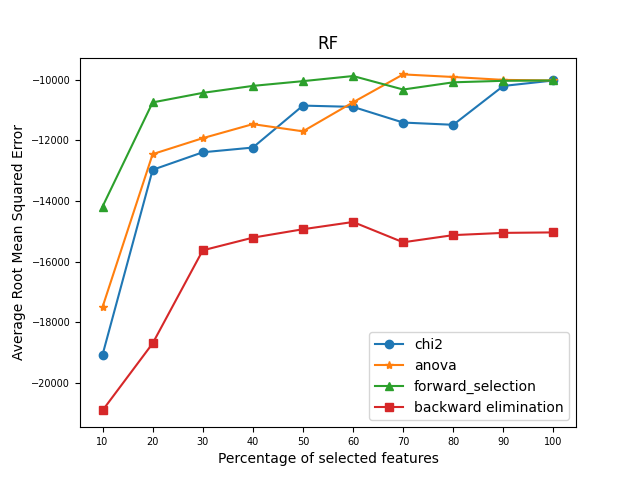 RF
Average Root Mean Squared Error
−10000
−12000
−14000
−16000
−18000
−20000
10 20 30 40 50 60 70 80 90 100
Percentage of selected features
chi2
anova
forward_selection
backward elimination